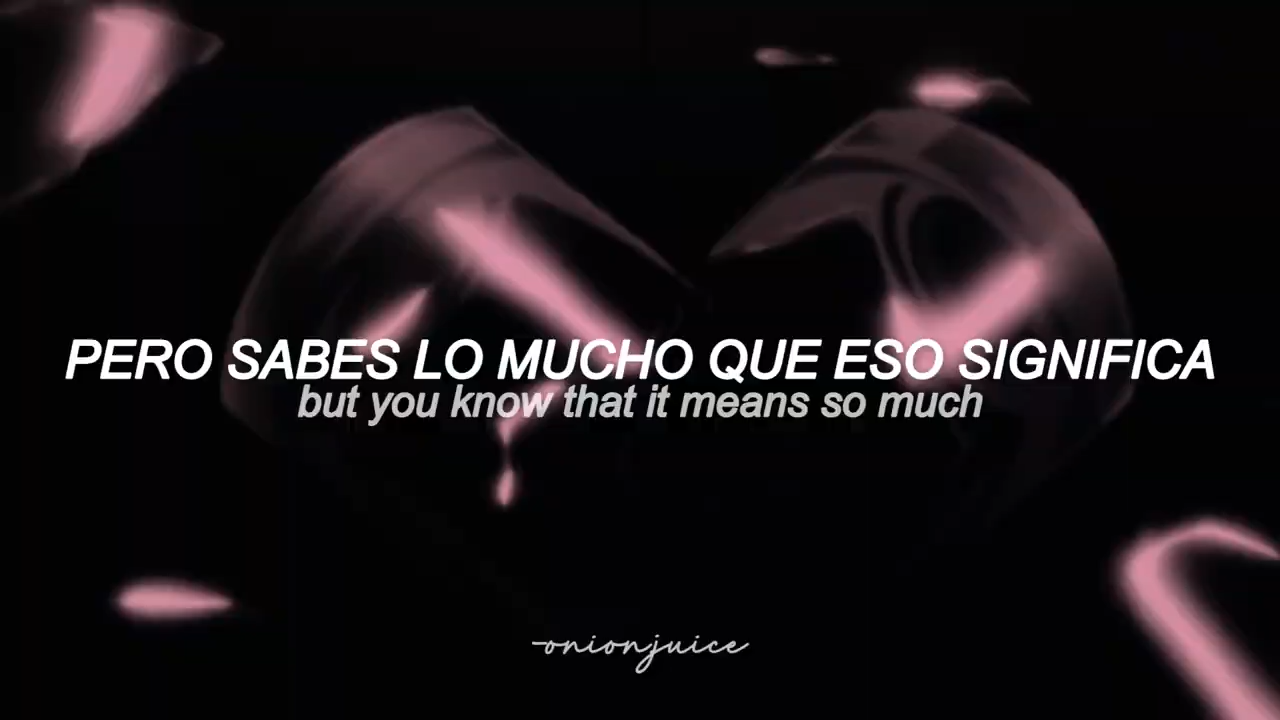 PERO SABES LO MUCHO QUE ESO SIGNIFICA
but you know that it means so much
onionjuice